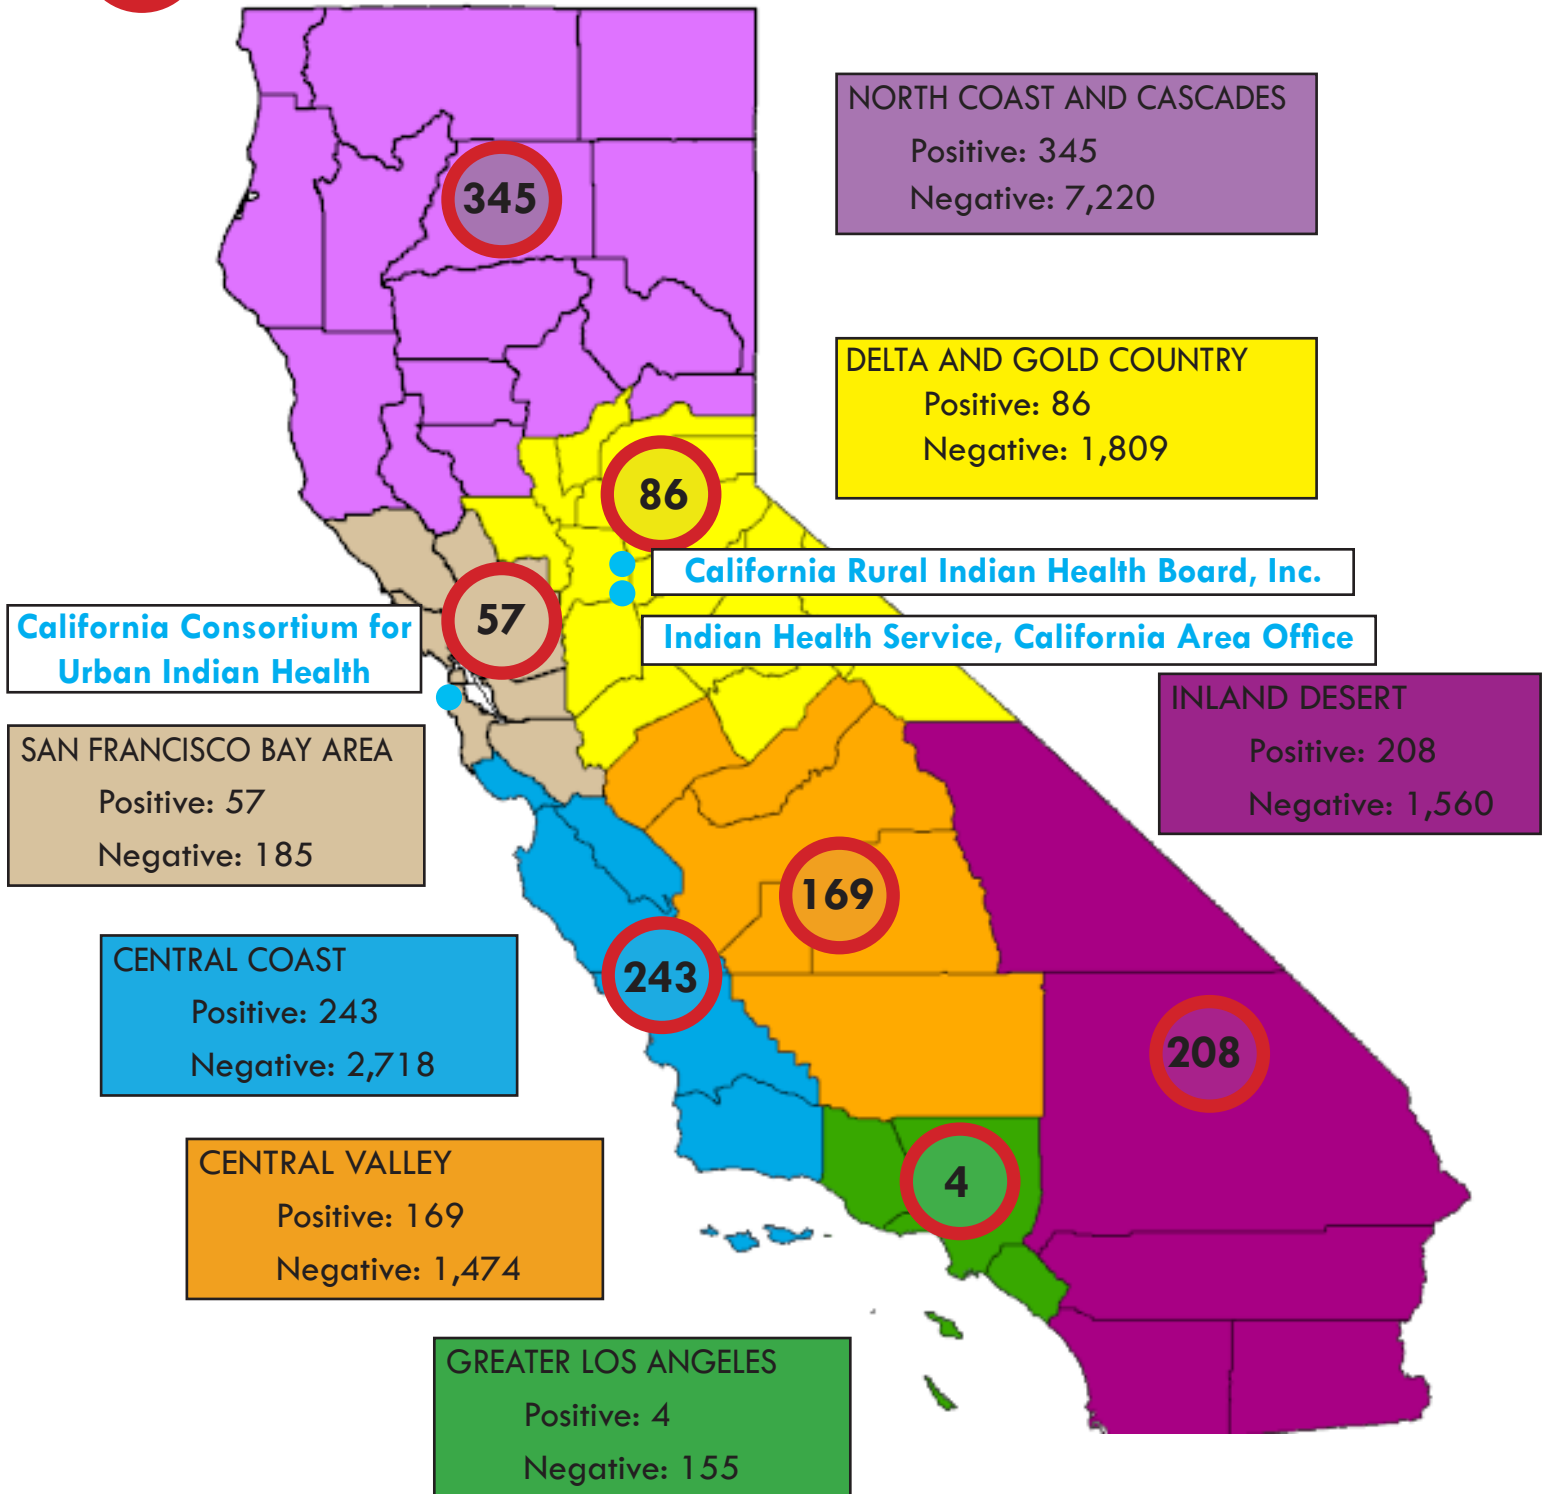 NORTH COAST AND CASCADES
Positive: 345
Negative: 7,220
345
DELTA AND GOLD COUNTRY
Positive: 86
Negative: 1,809
86
California Rural Indian Health Board, Inc.
57
California Consortium for
Urban Indian Health
Indian Health Service, California Area Office
INLAND DESERT
Positive: 208
Negative: 1,560
SAN FRANCISCO BAY AREA
Positive: 57
Negative: 185
169
CENTRAL COAST
Positive: 243
Negative: 2,718
243
208
CENTRAL VALLEY
Positive: 169
Negative: 1,474
4
GREATER LOS ANGELES
Positive: 4
Negative: 155